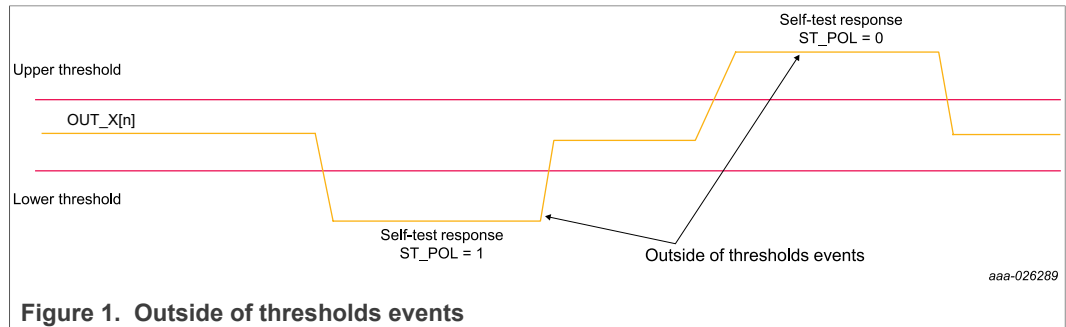 Self-test response
ST_POL = 0
Upper threshold
OUT_X[n]
Lower threshold
Self-test response
ST_POL = 1
Outside of thresholds events
aaa-026289
Figure 1. Outside of thresholds events